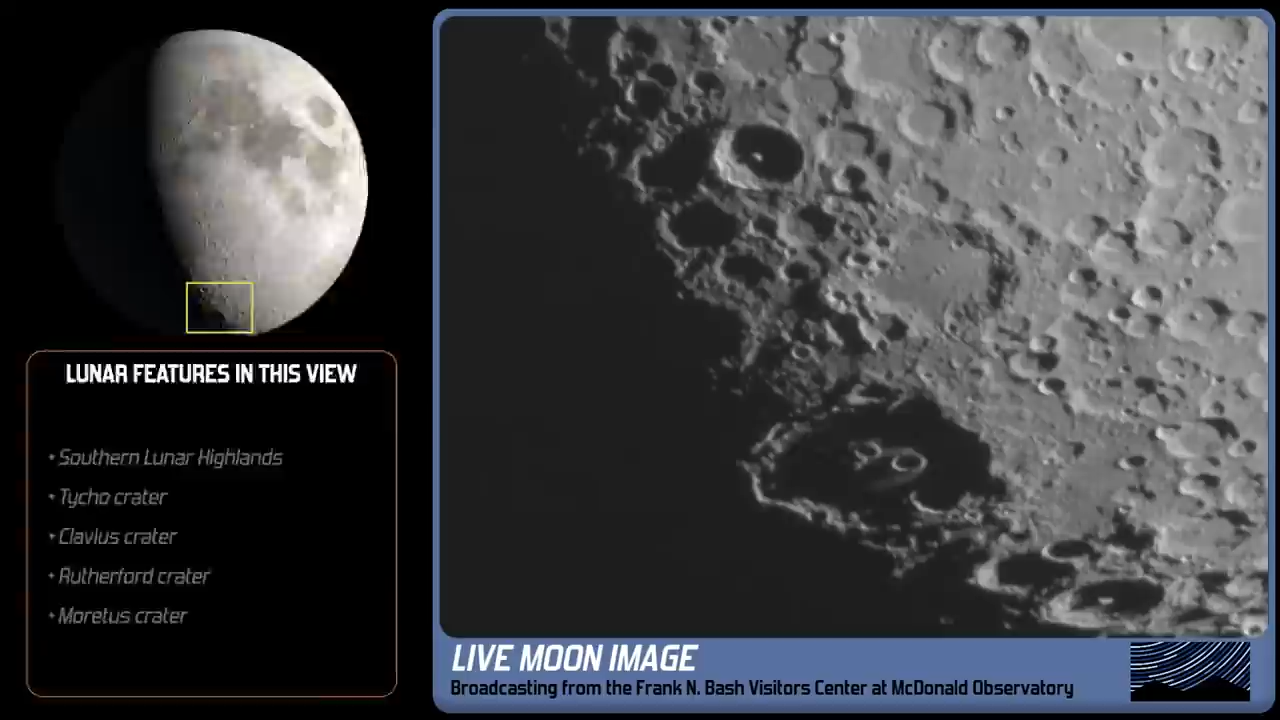 LUNAR FEATURES IN THIS VIEW
• Southern Lunar Highlands
• Tycho crater
• Clavius crater
• Rutherford crater
• Moretus crater
LIVE MOON IMAGE
Broadcasting from the Frank N. Bash Visitors Center at McDonald Observatory